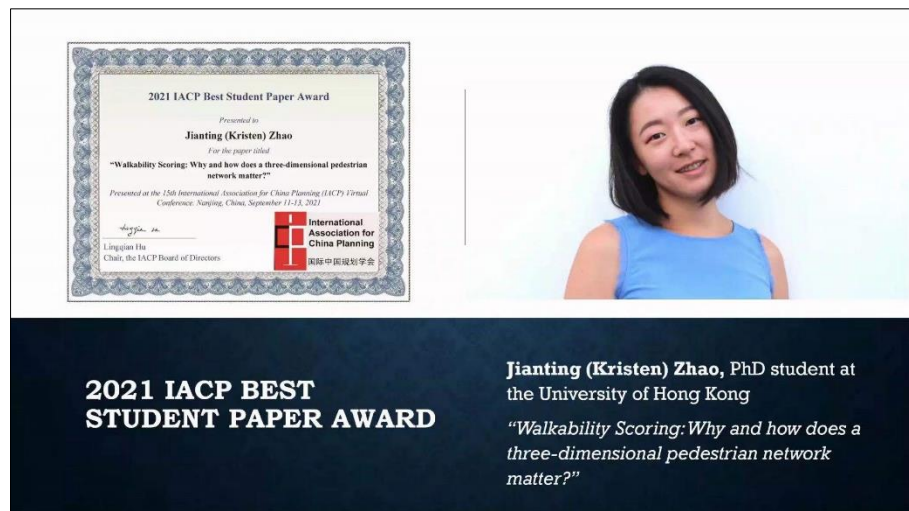 2021 IACP Best Student Paper Award
Presented to
Jianting (Kristen) Zhao
For the paper titled
"Walkability Scoring: Why and how does a three-dimensional pedestrian
network matter?"
Presented at the 15th International Association for China Planning (IACP) Virtual
Conference. Nanjing, China, September 11-13, 2021
Lingqian Hu
Chair, the IACP Board of Directors
International
Association for
China Planning
国际中国规划学会
2021 IACP BEST
STUDENT PAPER AWARD
Jianting (Kristen) Zhao, PhD student at
the University of Hong Kong
"Walkability Scoring: Why and how does a
three-dimensional pedestrian network
matter?"